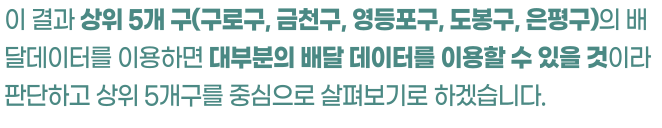 이 결과 상위 5개 구(구로구, 금천구, 영등포구, 도봉구, 은평구)의 배
달데이터를 이용하면 대부분의 배달 데이터를 이용할 수 있을 것이라
판단하고 상위 5개구를 중심으로 살펴보기로 하겠습니다.